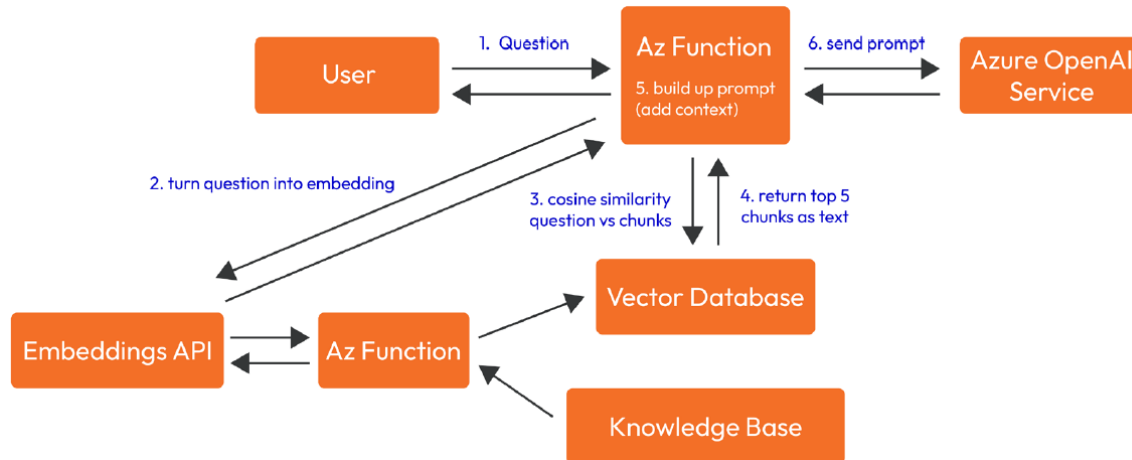 User
1. Question
Az Function
5. build up prompt
(add context)
6. send prompt
Azure OpenAI
Service
2. turn question into embedding
3. cosine similarity
question vs chunks
4. return top 5
chunks as text
Vector Database
Embeddings API
Az Function
Knowledge Base